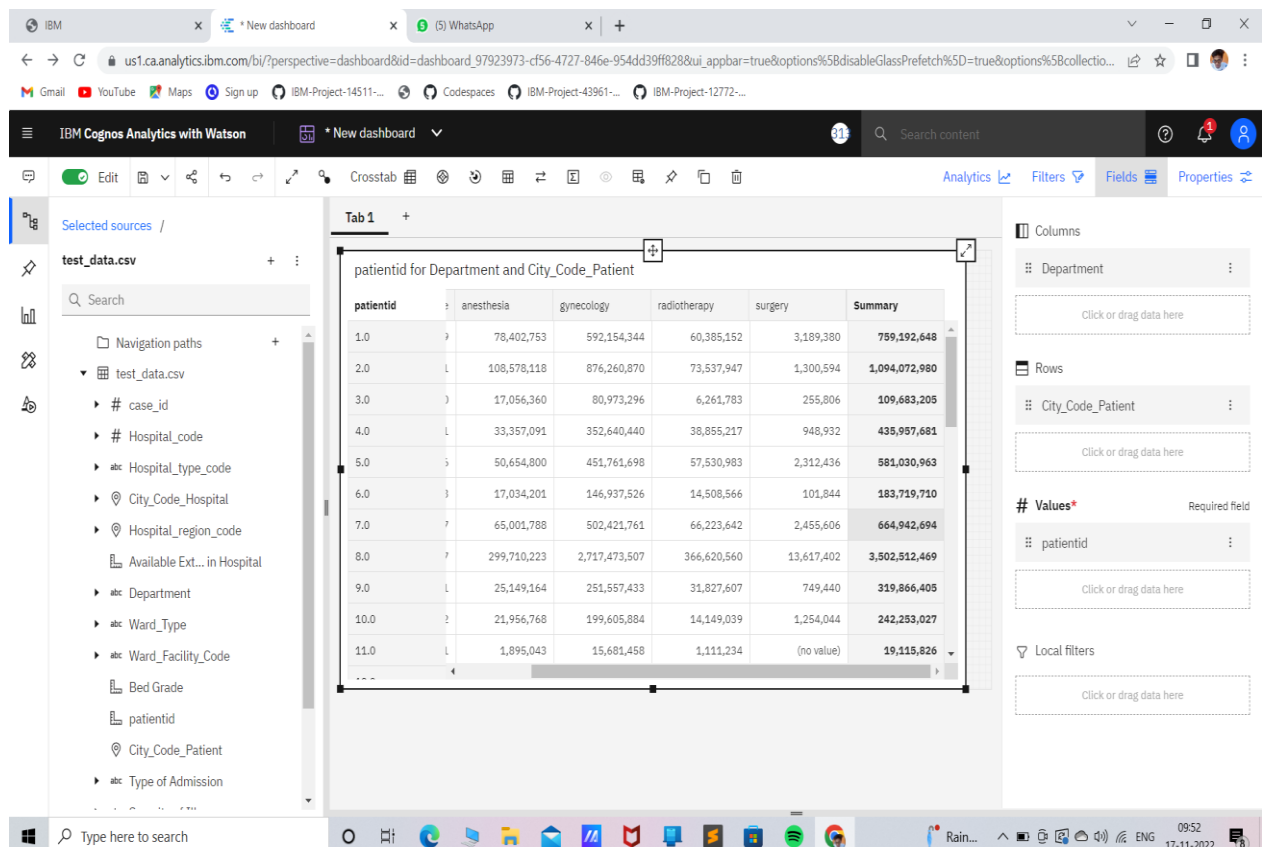 IBM * New dashboard (5) WhatsApp
us1.ca.analytics.ibm.com/bi/?perspective=dashboard&id=dashboard_97923973-cf56-4727-846e-954dd39ff828&ui_appbar=true&options%5BdisableGlassPrefetch%5D=true&options%5Bcollectio...
Gmail YouTube Maps Sign up IBM-Project-14511-... Codespaces IBM-Project-43961-... IBM-Project-12772-...
IBM Cognos Analytics with Watson * New dashboard 313 Search content 1
Edit Crosstab Analytics Filters Fields Properties
Selected sources /
test_data.csv
Search
Navigation paths
test_data.csv
# case_id
# Hospital_code
abc Hospital_type_code
City_Code_Hospital
Hospital_region_code
Available Ext... in Hospital
abc Department
abc Ward_Type
abc Ward_Facility_Code
Bed Grade
patientid
City_Code_Patient
abc Type of Admission
Tab 1 +
patientid for Department and City_Code_Patient
patientid anesthesia gynecology radiotherapy surgery Summary
1.0 78,402,753 592,154,344 60,385,152 3,189,380 759,192,648
2.0 108,578,118 876,260,870 73,537,947 1,300,594 1,094,072,980
3.0 17,056,360 80,973,296 6,261,783 255,806 109,683,205
4.0 33,357,091 352,640,440 38,855,217 948,932 435,957,681
5.0 50,654,800 451,761,698 57,530,983 2,312,436 581,030,963
6.0 17,034,201 146,937,526 14,508,566 101,844 183,719,710
7.0 65,001,788 502,421,761 66,223,642 2,455,606 664,942,694
8.0 299,710,223 2,717,473,507 366,620,560 13,617,402 3,502,512,469
9.0 25,149,164 251,557,433 31,827,607 749,440 319,866,405
10.0 21,956,768 199,605,884 14,149,039 1,254,044 242,253,027
11.0 1,895,043 15,681,458 1,111,234 (no value) 19,115,826
Columns
Department
Click or drag data here
Rows
City_Code_Patient
Click or drag data here
# Values* Required field
patientid
Click or drag data here
Local filters
Click or drag data here
Type here to search Rain... ENG 09:52
17-11-2022